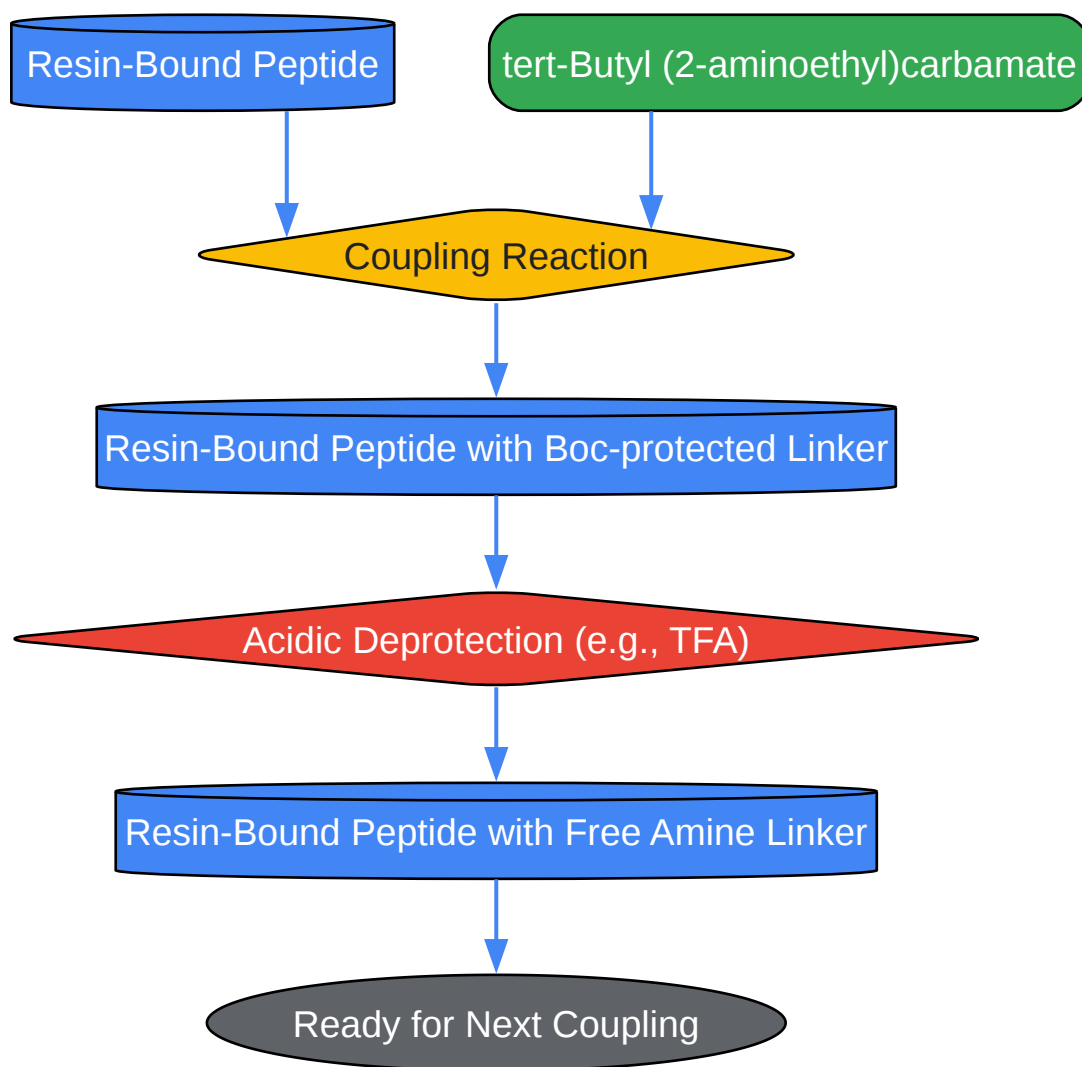 Resin-Bound Peptide
tert-Butyl (2-aminoethyl)carbamate
Coupling Reaction
Resin-Bound Peptide with Boc-protected Linker
Acidic Deprotection (e.g., TFA)
Resin-Bound Peptide with Free Amine Linker
Ready for Next Coupling